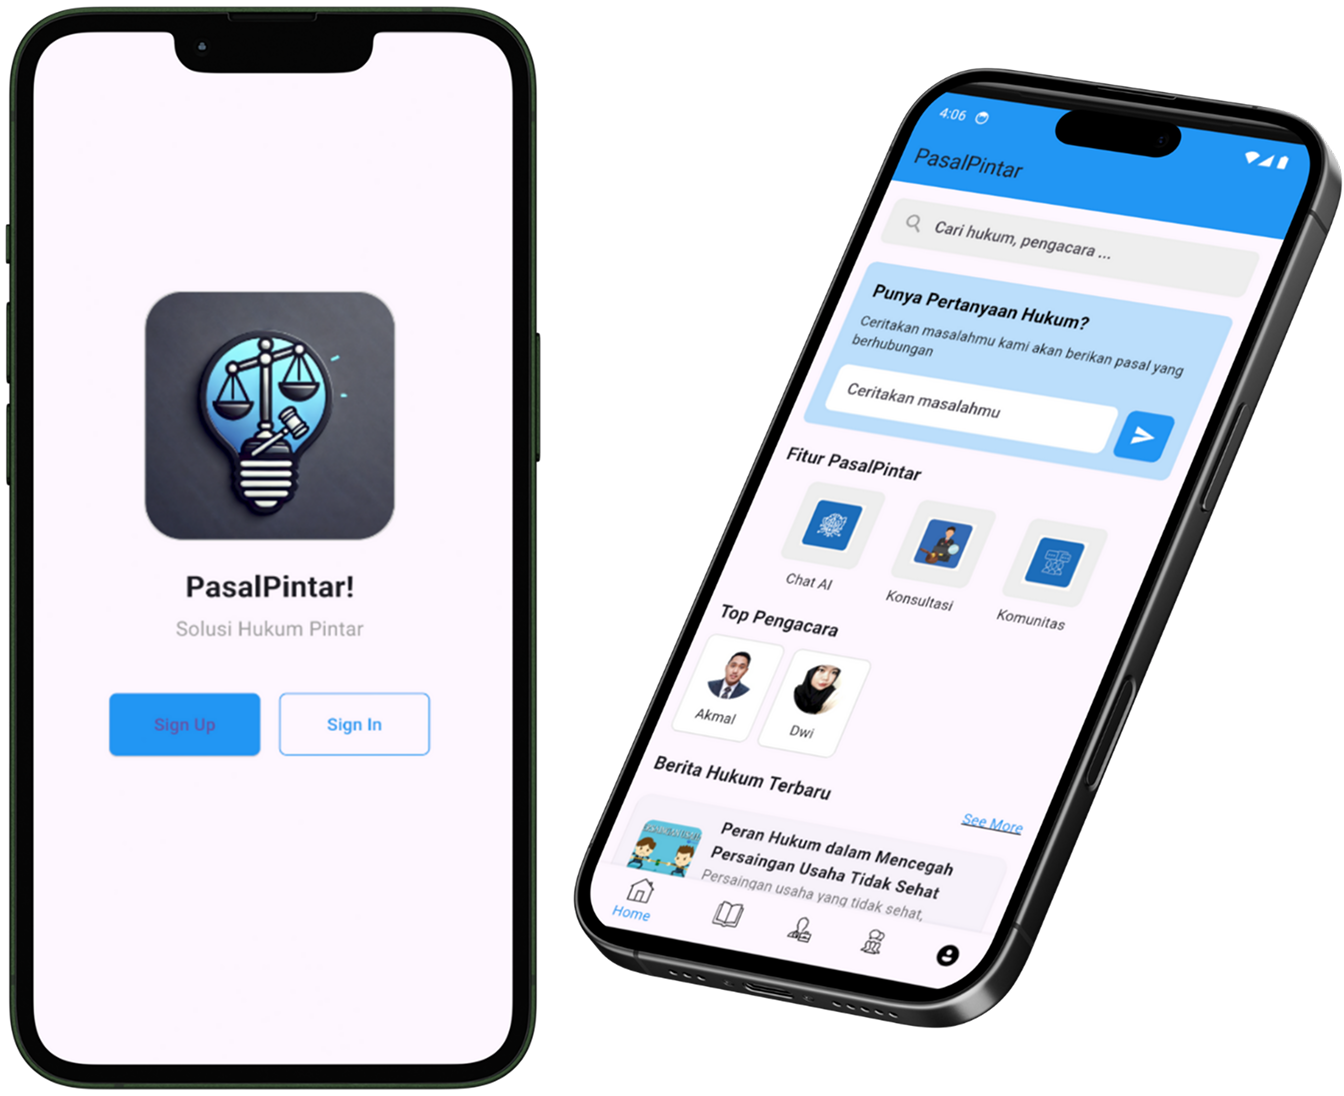 PasalPintar!
Solusi Hukum Pintar
Sign Up
Sign In
4:06
PasalPintar
Cari hukum, pengacara ...
Punya Pertanyaan Hukum?
Ceritakan masalahmu kami akan berikan pasal yang
berhubungan
Ceritakan masalahmu
Fitur PasalPintar
Chat AI
Konsultasi
Komunitas
Top Pengacara
Akmal
Dwi
Berita Hukum Terbaru
See More
Peran Hukum dalam Mencegah
Persaingan Usaha Tidak Sehat
Persaingan usaha yang tidak sehat,
Home